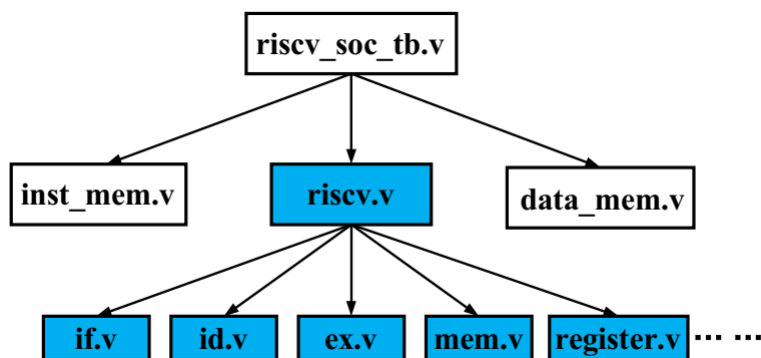 riscv_soc_tb.v
inst_mem.v
riscv.v
data_mem.v
if.v
id.v
ex.v
mem.v
register.v
... ...